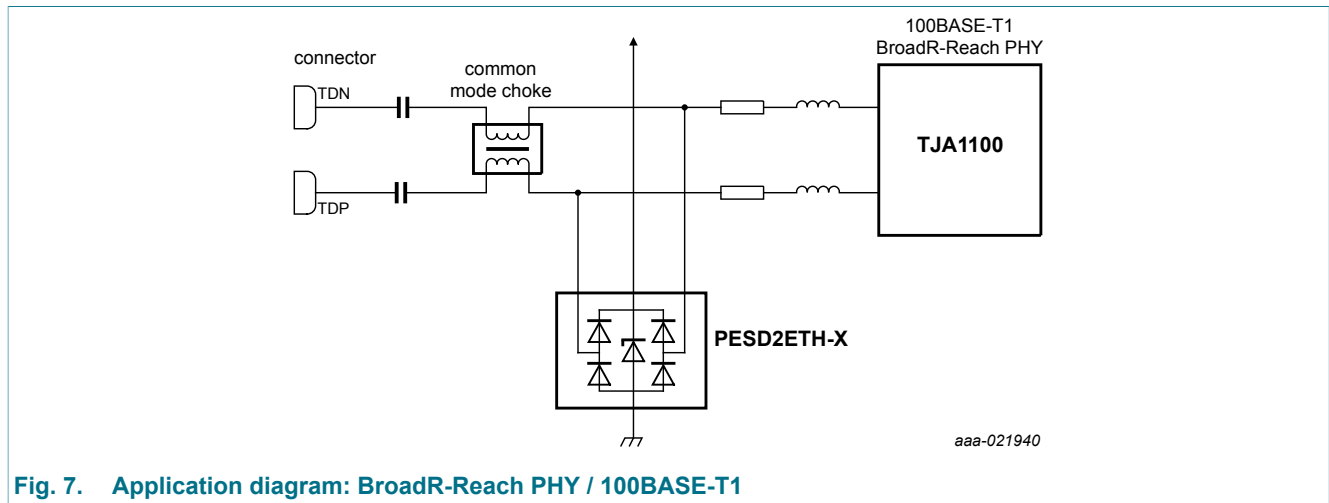 100BASE-T1
BroadR-Reach PHY
connector
common
mode choke
TDN
TJA1100
TDP
PESD2ETH-X
aaa-021940
Fig. 7. Application diagram: BroadR-Reach PHY / 100BASE-T1